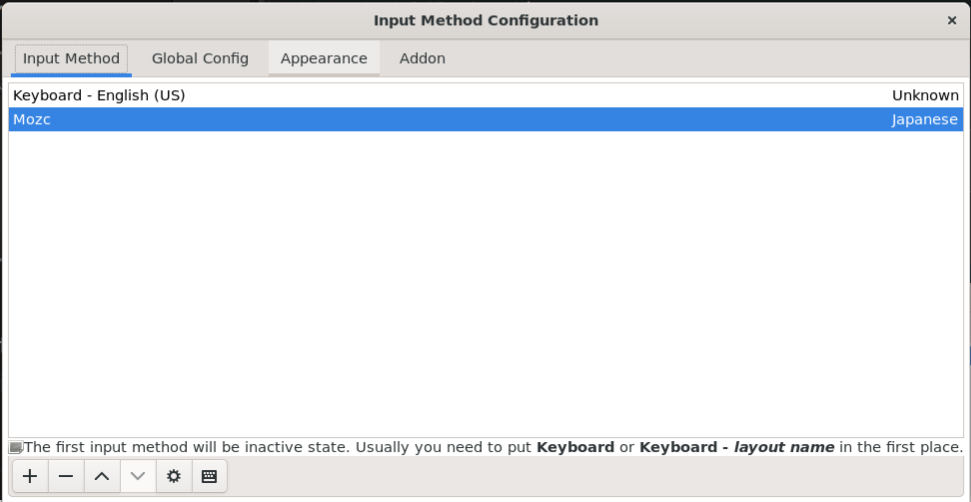 Input Method Configuration
Input Method Global Config Appearance Addon
Keyboard - English (US) Unknown
Mozc Japanese
The first input method will be inactive state. Usually you need to put Keyboard or Keyboard - layout name in the first place.